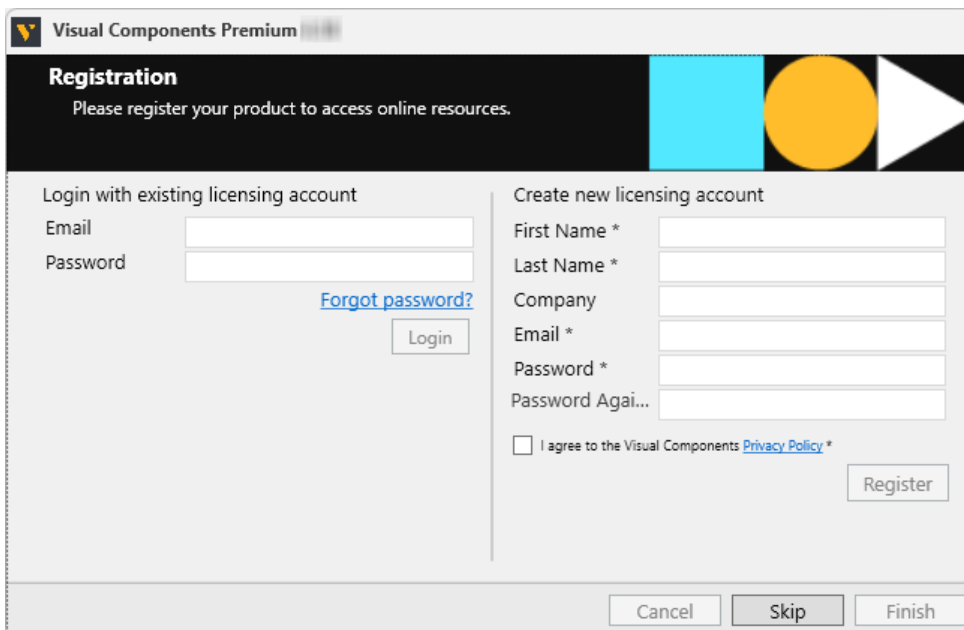 Visual Components Premium
Registration
Please register your product to access online resources.
Login with existing licensing account
Email
Password
Forgot password?
Login
Create new licensing account
First Name *
Last Name *
Company
Email *
Password *
Password Agai...
I agree to the Visual Components Privacy Policy *
Register
Cancel
Skip
Finish